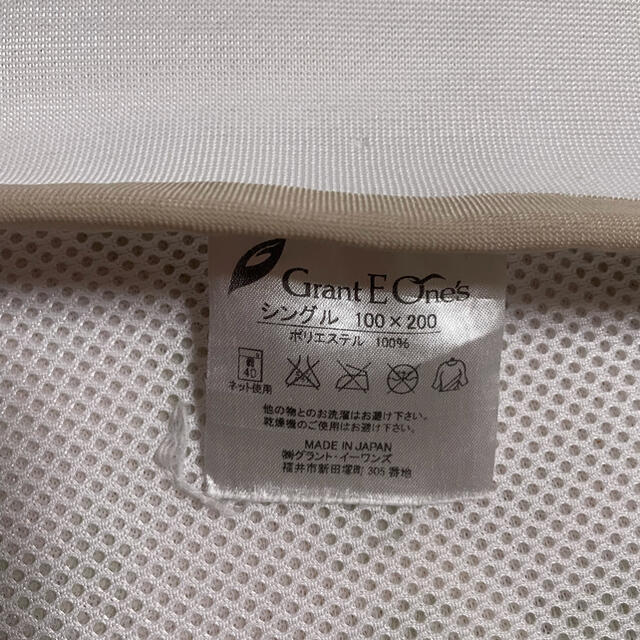 Grant E One's
シングル 100×200
ポリエステル 100%
弱
40
ネット使用
他の物とのお洗濯はお避け下さい。
乾燥機のご使用はお避け下さい。
MADE IN JAPAN
㈱グラント・イーワンズ
福井市新田塚町 305 番地